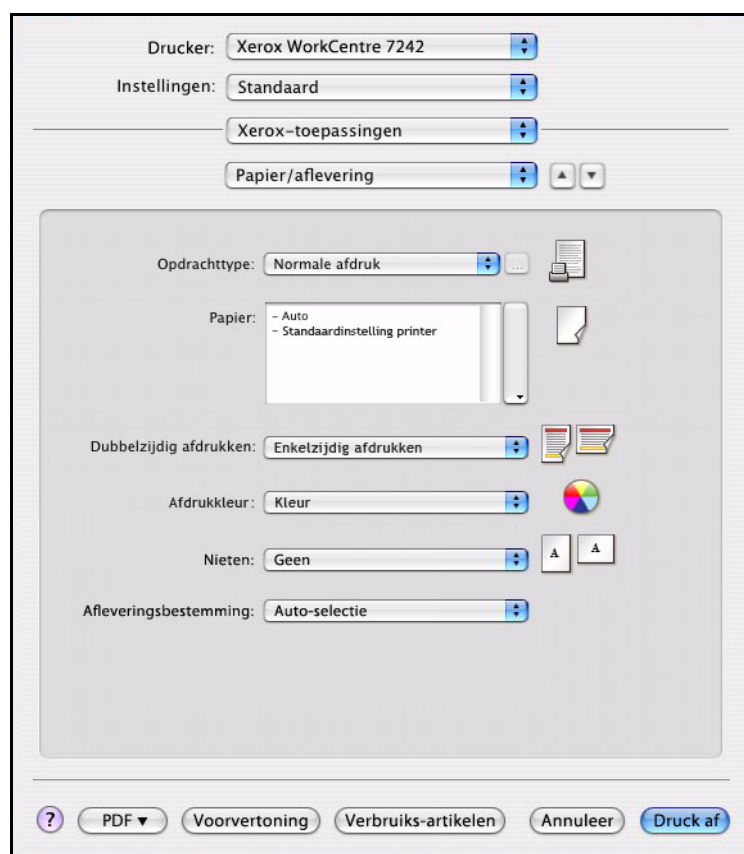 Drucker: Xerox WorkCentre 7242
Instellingen: Standaard
Xerox-toepassingen
Papier/aflevering
Opdrachttype: Normale afdruk ...
Papier: - Auto
- Standaardinstelling printer
Dubbelzijdig afdrukken: Enkelzijdig afdrukken
Afdrukkleur: Kleur
Nieten: Geen A A
Afleveringsbestemming: Auto-selectie
? PDF▼ Voorvertoning Verbruiks-artikelen Annuleer Druck af